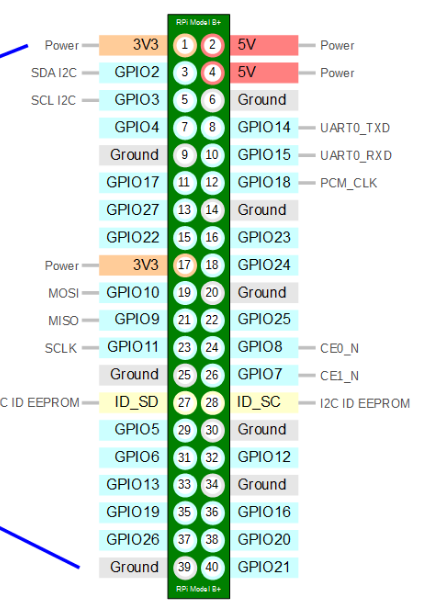 RPi Model B+
Power 3V3 1 2 5V Power
SDA I2C GPIO2 3 4 5V Power
SCL I2C GPIO3 5 6 Ground
GPIO4 7 8 GPIO14 UART0_TXD
Ground 9 10 GPIO15 UART0_RXD
GPIO17 11 12 GPIO18 PCM_CLK
GPIO27 13 14 Ground
GPIO22 15 16 GPIO23
Power 3V3 17 18 GPIO24
MOSI GPIO10 19 20 Ground
MISO GPIO9 21 22 GPIO25
SCLK GPIO11 23 24 GPIO8 CE0_N
Ground 25 26 GPIO7 CE1_N
C ID EEPROM ID_SD 27 28 ID_SC I2C ID EEPROM
GPIO5 29 30 Ground
GPIO6 31 32 GPIO12
GPIO13 33 34 Ground
GPIO19 35 36 GPIO16
GPIO26 37 38 GPIO20
Ground 39 40 GPIO21
RPi Model B+